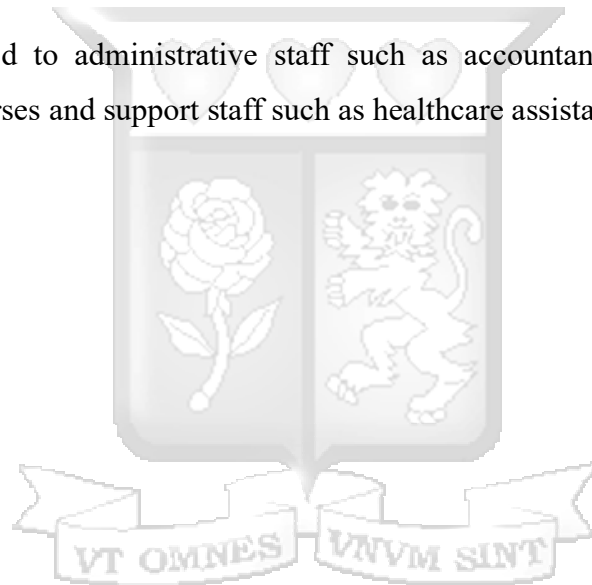 d to administrative staff such as accountan
rses and support staff such as healthcare assista
VT OMNES VNVM SINT